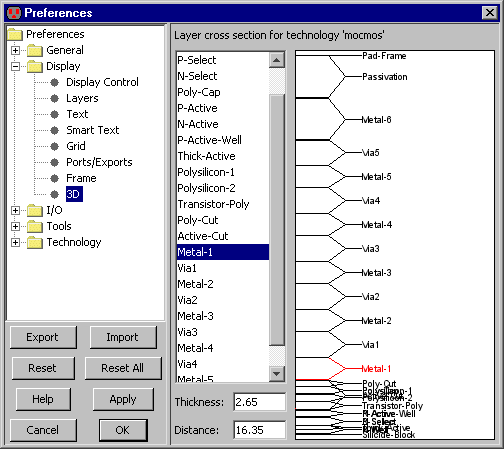 Preferences
Preferences
General
Display
Display Control
Layers
Text
Smart Text
Grid
Ports/Exports
Frame
3D
I/O
Tools
Technology
Export
Import
Reset
Reset All
Help
Apply
Cancel
OK
Layer cross section for technology 'mocmos'
P-Select
N-Select
Poly-Cap
P-Active
N-Active
P-Active-Well
Thick-Active
Polysilicon-1
Polysilicon-2
Transistor-Poly
Poly-Cut
Active-Cut
Metal-1
Via1
Metal-2
Via2
Metal-3
Via3
Metal-4
Via4
Metal-5
Thickness: 2.65
Distance: 16.35
Pad-Frame
Passivation
Metal-6
Via5
Metal-5
Via4
Metal-4
Via3
Metal-3
Via2
Metal-2
Via1
Metal-1
Poly-Cut
Transistor-Poly
Silicide-Block